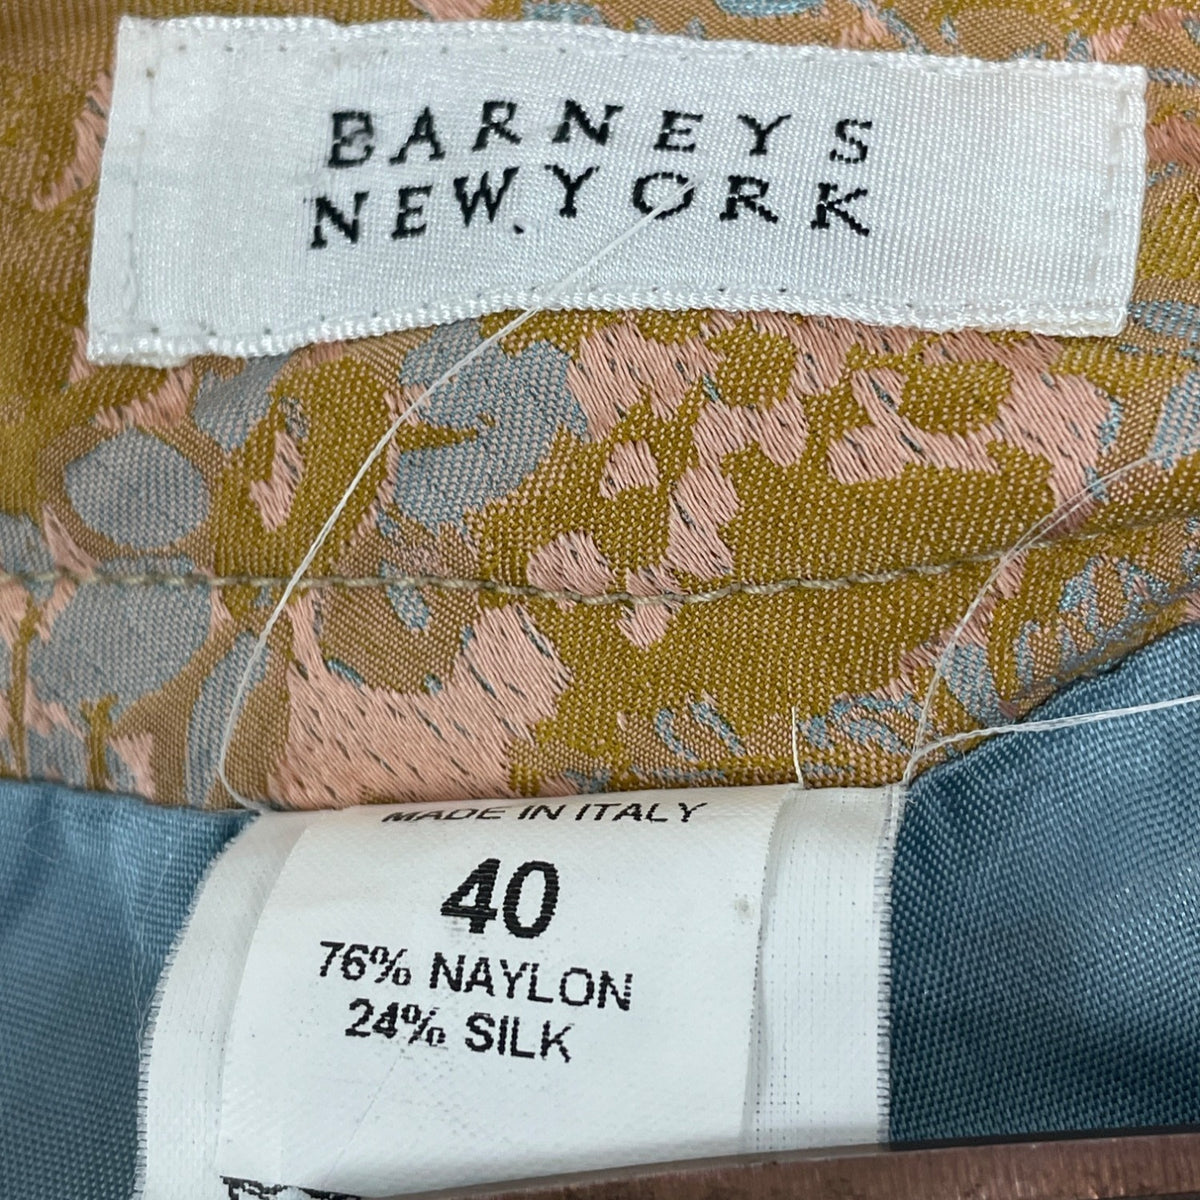 BARNEYS
NEW YORK
MADE IN ITALY
40
76% NAYLON
24% SILK